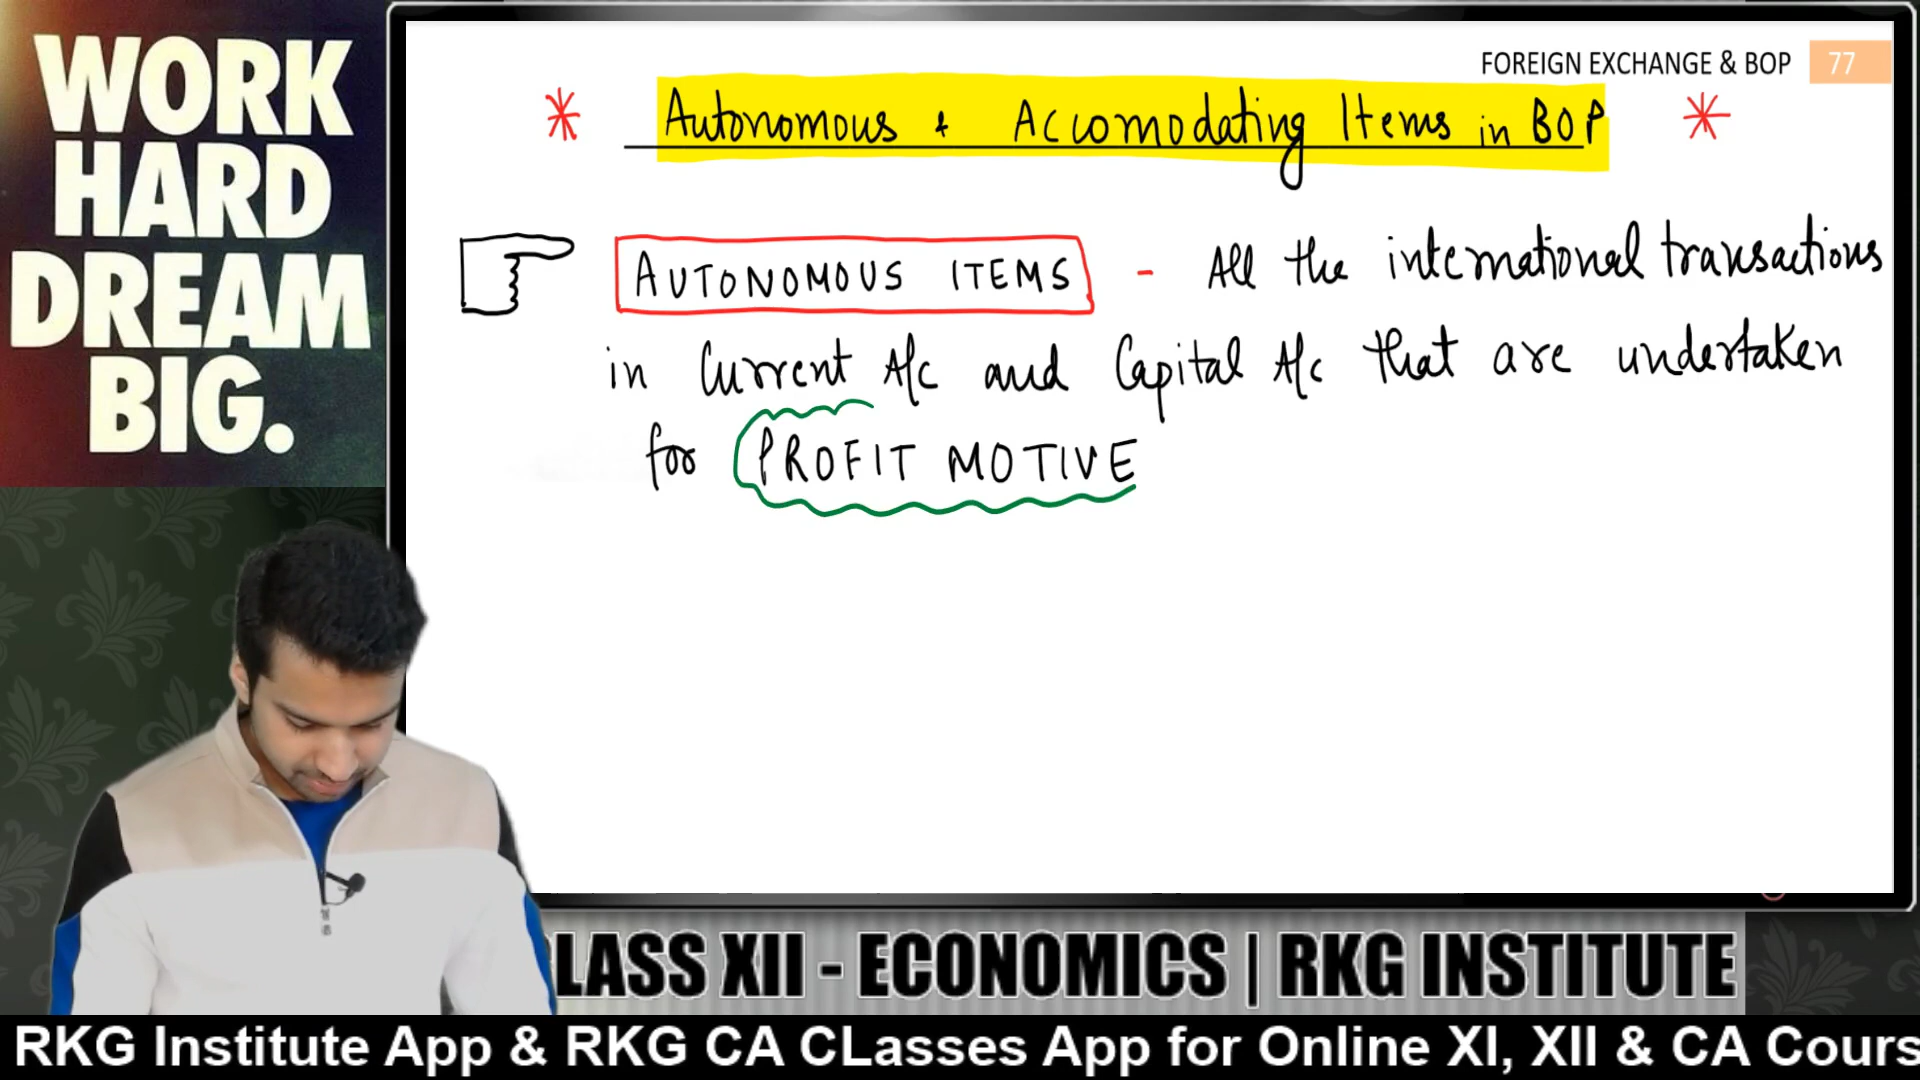 WORK
HARD
DREAM
BIG.
FOREIGN EXCHANGE & BOP 77
Autonomous & Accomodating Items in BOP
AUTONOMOUS ITEMS - All the international transactions
in Current A/c and Capital A/c that are undertaken
for PROFIT MOTIVE
LASS XII - ECONOMICS | RKG INSTITUTE
RKG Institute App & RKG CA CLasses App for Online XI, XII & CA Cours